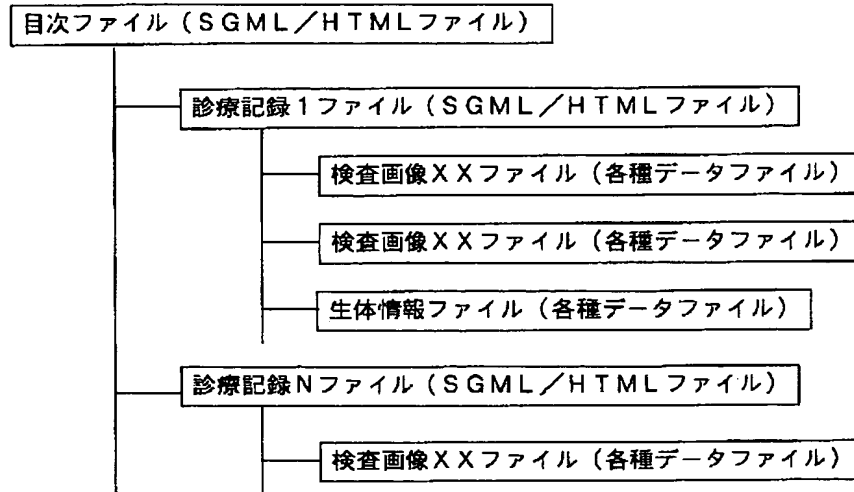 目次ファイル（ＳＧＭＬ／ＨＴＭＬファイル）
診療記録１ファイル（ＳＧＭＬ／ＨＴＭＬファイル）
検査画像ＸＸファイル（各種データファイル）
検査画像ＸＸファイル（各種データファイル）
生体情報ファイル（各種データファイル）
診療記録Ｎファイル（ＳＧＭＬ／ＨＴＭＬファイル）
検査画像ＸＸファイル（各種データファイル）